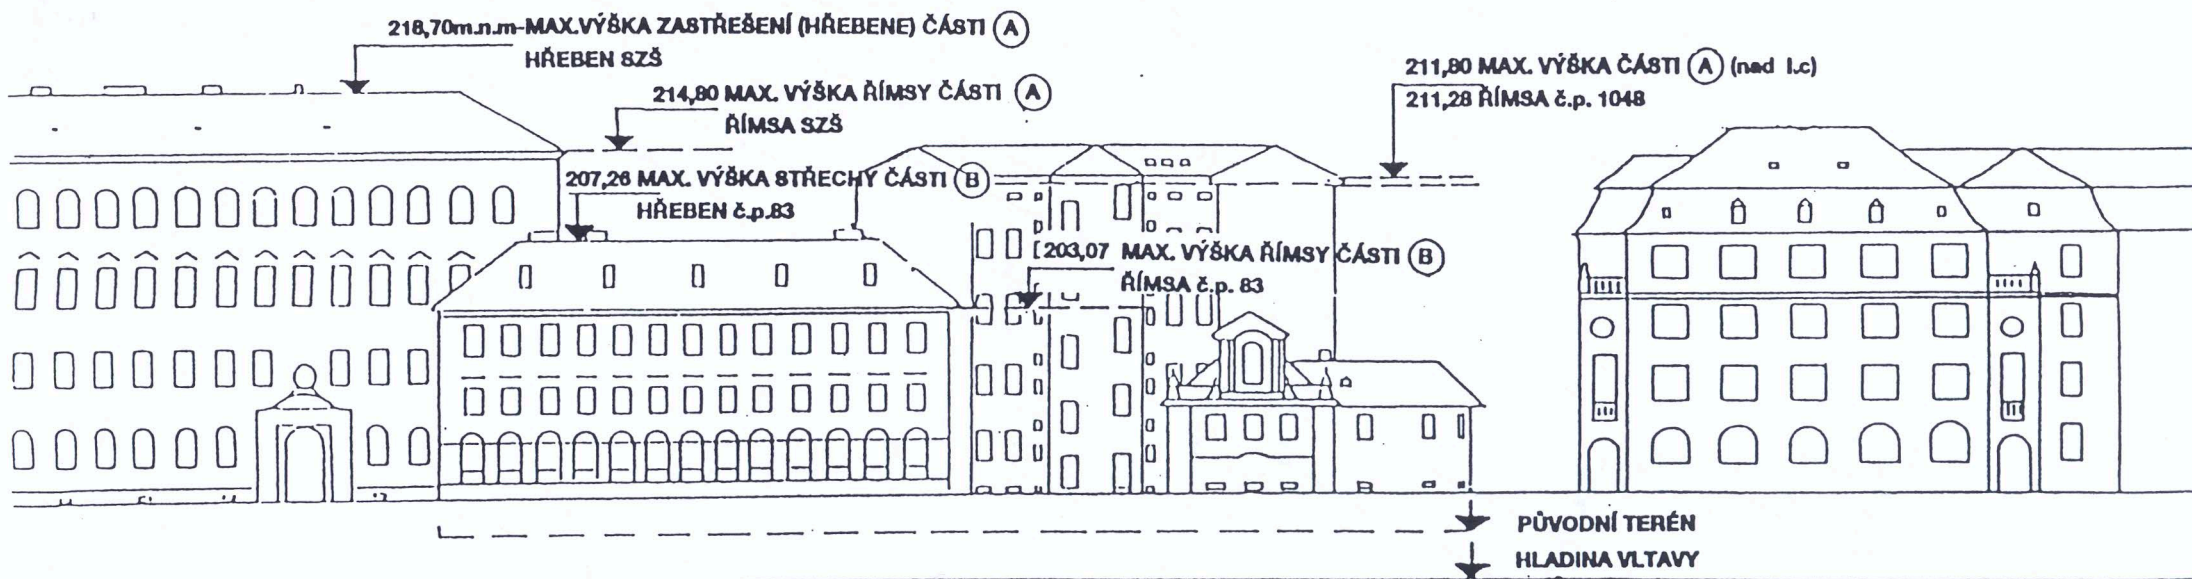 218,70m.n.m-MAX.VÝŠKA ZASTŘEŠENÍ (HŘEBENE) ČÁSTI A
HŘEBEN SZŠ
214,80 MAX. VÝŠKA ŘÍMSY ČÁSTI A
ŘÍMSA SZŠ
211,80 MAX. VÝŠKA ČÁSTI A (nad I.c)
211,28 ŘÍMSA č.p. 1048
207,26 MAX. VÝŠKA STŘECHY ČÁSTI B
HŘEBEN č.p.83
203,07 MAX. VÝŠKA ŘÍMSY ČÁSTI B
ŘÍMSA č.p. 83
PŮVODNÍ TERÉN
HLADINA VLTAVY